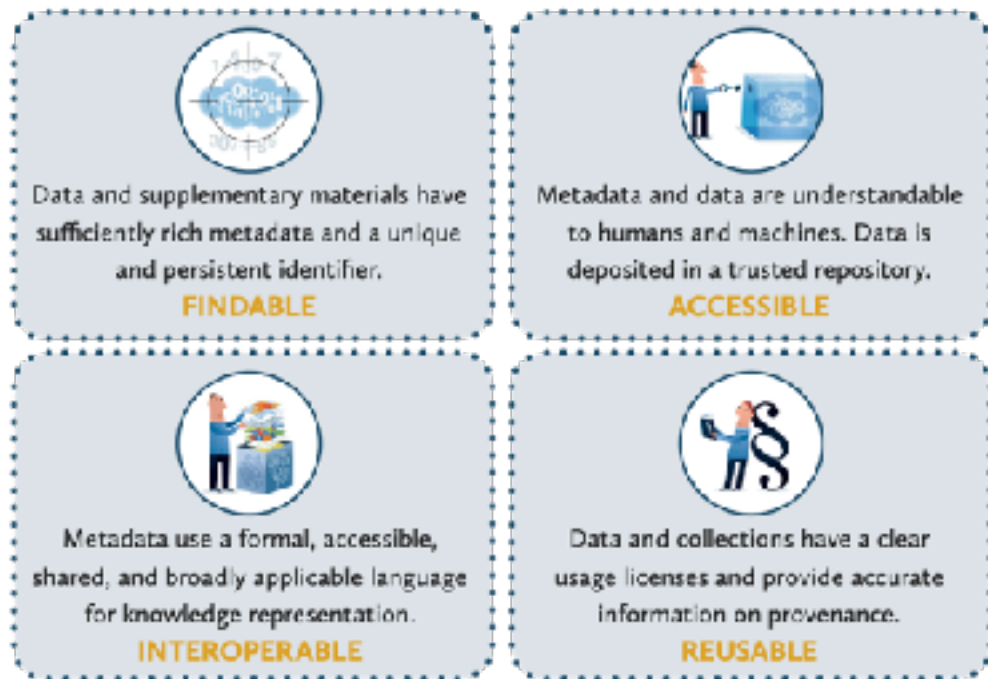 Data and supplementary materials have
sufficiently rich metadata and a unique
and persistent identifier.
FINDABLE
Metadata and data are understandable
to humans and machines. Data is
deposited in a trusted repository.
ACCESSIBLE
Metadata use a formal, accessible,
shared, and broadly applicable language
for knowledge representation.
INTEROPERABLE
§
Data and collections have a clear
usage licenses and provide accurate
information on provenance.
REUSABLE